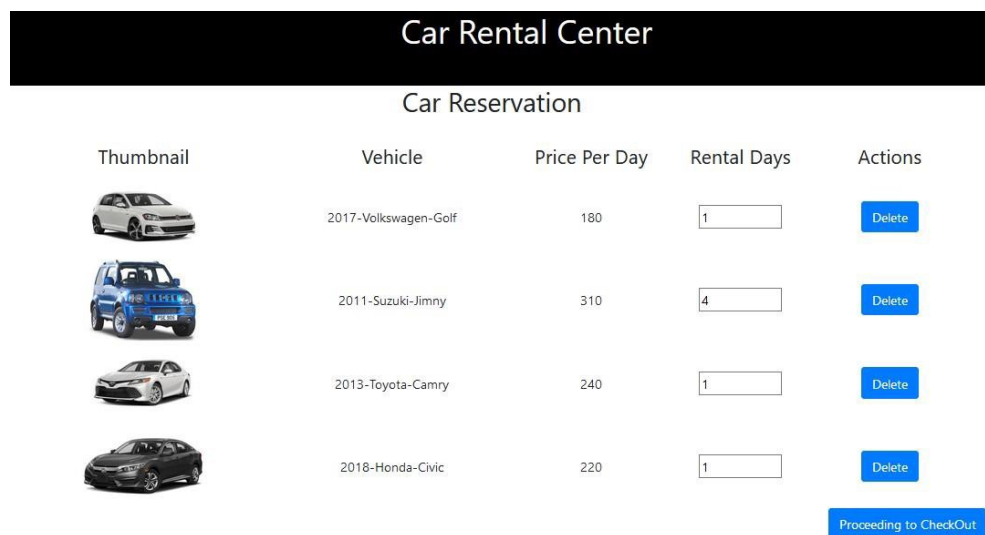 Car Rental Center
Car Reservation
Thumbnail Vehicle Price Per Day Rental Days Actions
2017-Volkswagen-Golf 180 1 Delete
2011-Suzuki-Jimny 310 4 Delete
2013-Toyota-Camry 240 1 Delete
2018-Honda-Civic 220 1 Delete
Proceeding to CheckOut